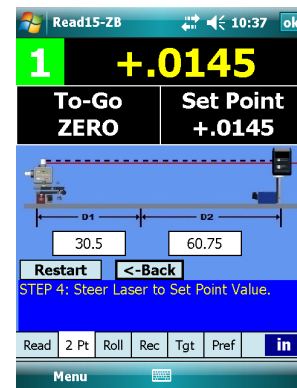 Read15-ZB 10:37 ok
1 +.0145
To-Go Set Point
ZERO +.0145
D1 D2
30.5 60.75
Restart <-Back
STEP 4: Steer Laser to Set Point Value.
Read 2 Pt Roll Rec Tgt Pref in
Menu